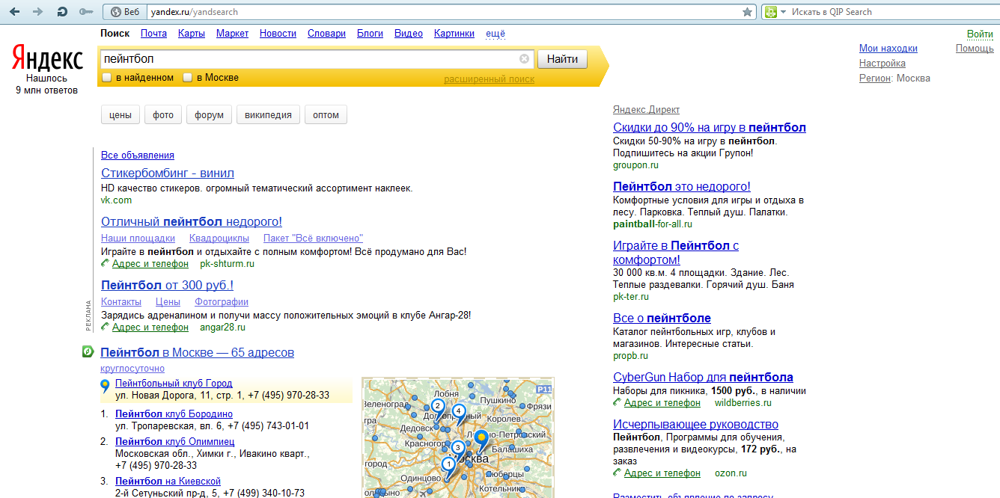 Веб
yandex.ru/yandsearch
Искать в QIP Search
Поиск Почта Карты Маркет Новости Словари Блоги Видео Картинки ещё
Войти
Мои находки
Помощь
Настройка
Регион: Москва
Яндекс
Нашлось
9 млн ответов
пейнтбол
Найти
в найденном в Москве
расширенный поиск
цены фото форум википедия оптом
Все объявления
Стикербомбинг - винил
HD качество стикеров. огромный тематический ассортимент наклеек.
vk.com
Отличный пейнтбол недорого!
Наши площадки Квадроциклы Пакет "Всё включено"
Играйте в пейнтбол и отдыхайте с полным комфортом! Всё продумано для Вас!
Адрес и телефон pk-shturm.ru
Пейнтбол от 300 руб.!
Контакты Цены Фотографии
Зарядись адреналином и получи массу положительных эмоций в клубе Ангар-28!
Адрес и телефон angar28.ru
РЕКЛАМА
Пейнтбол в Москве — 65 адресов
круглосуточно
Пейнтбольный клуб Город
ул. Новая Дорога, 11, стр. 1, +7 (495) 970-28-33
1. Пейнтбол клуб Бородино
ул. Тропаревская, вл. 6, +7 (495) 743-01-01
2. Пейнтбол клуб Олимпиец
Московская обл., Химки г., Ивакино кварт.,
+7 (495) 970-28-33
3. Пейнтбол на Киевской
2-й Сетуньский пр-д, 5, +7 (499) 340-10-73
P11
Лобня
Пушкино
Фрязи
2
4
Королев
Дедовск
Красногор
Балашиха
3
1
город
Одинцово
Люберцы
Котельники
Яндекс.Директ
Скидки до 90% на игру в пейнтбол
Скидки 50-90% на игру в пейнтбол.
Подпишитесь на акции Групон!
groupon.ru
Пейнтбол это недорого!
Комфортные условия для игры и отдыха в
лесу. Парковка. Теплый душ. Палатки.
paintball-for-all.ru
Играйте в Пейнтбол с
комфортом!
30 000 кв.м. 4 площадки. Здание. Лес.
Теплые раздевалки. Горячий душ. Баня
pk-ter.ru
Все о пейнтболе
Каталог пейнтбольных игр, клубов и
магазинов. Интересные статьи.
propb.ru
CyberGun Набор для пейнтбола
Наборы для пикника, 1500 руб., в наличии
Адрес и телефон wildberries.ru
Исчерпывающее руководство
Пейнтбол, Программы для обучения,
развлечения и видеокурсы, 172 руб., на
заказ
Адрес и телефон ozon.ru
Разместить объявление по запросу